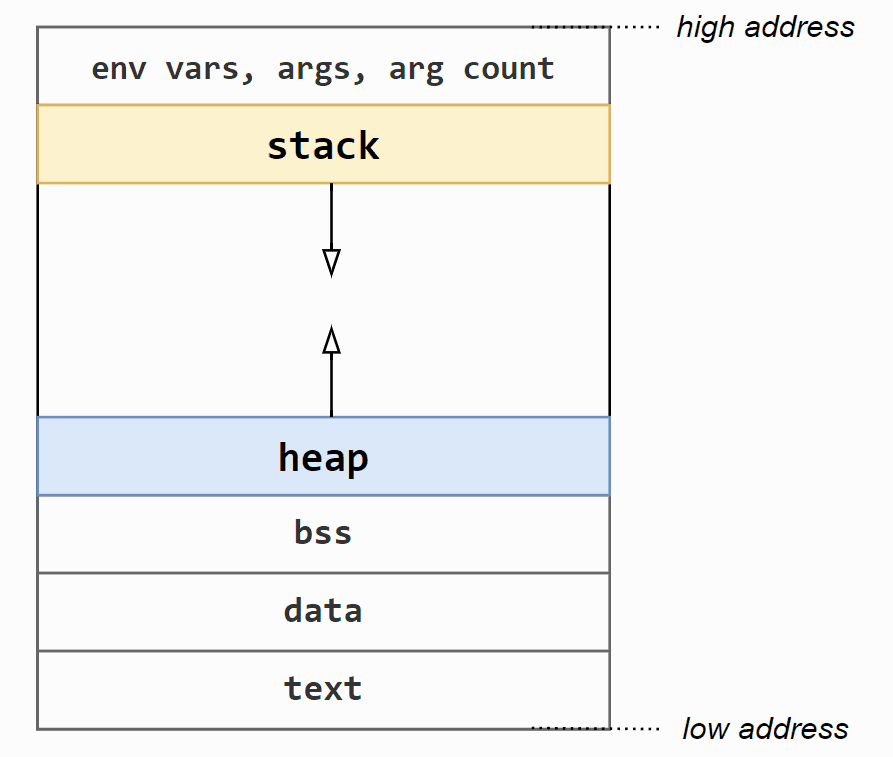 high address
env vars, args, arg count
stack
heap
bss
data
text
low address